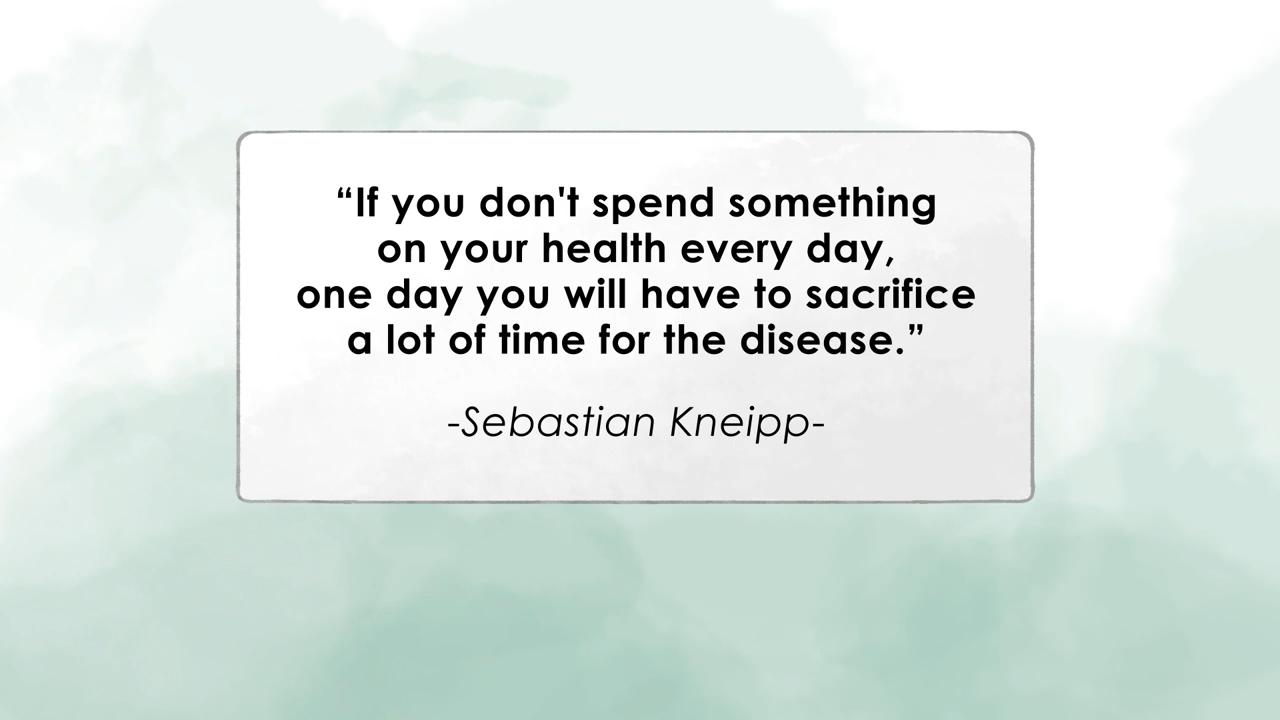 “If you don't spend something
on your health every day,
one day you will have to sacrifice
a lot of time for the disease.”
-Sebastian Kneipp-